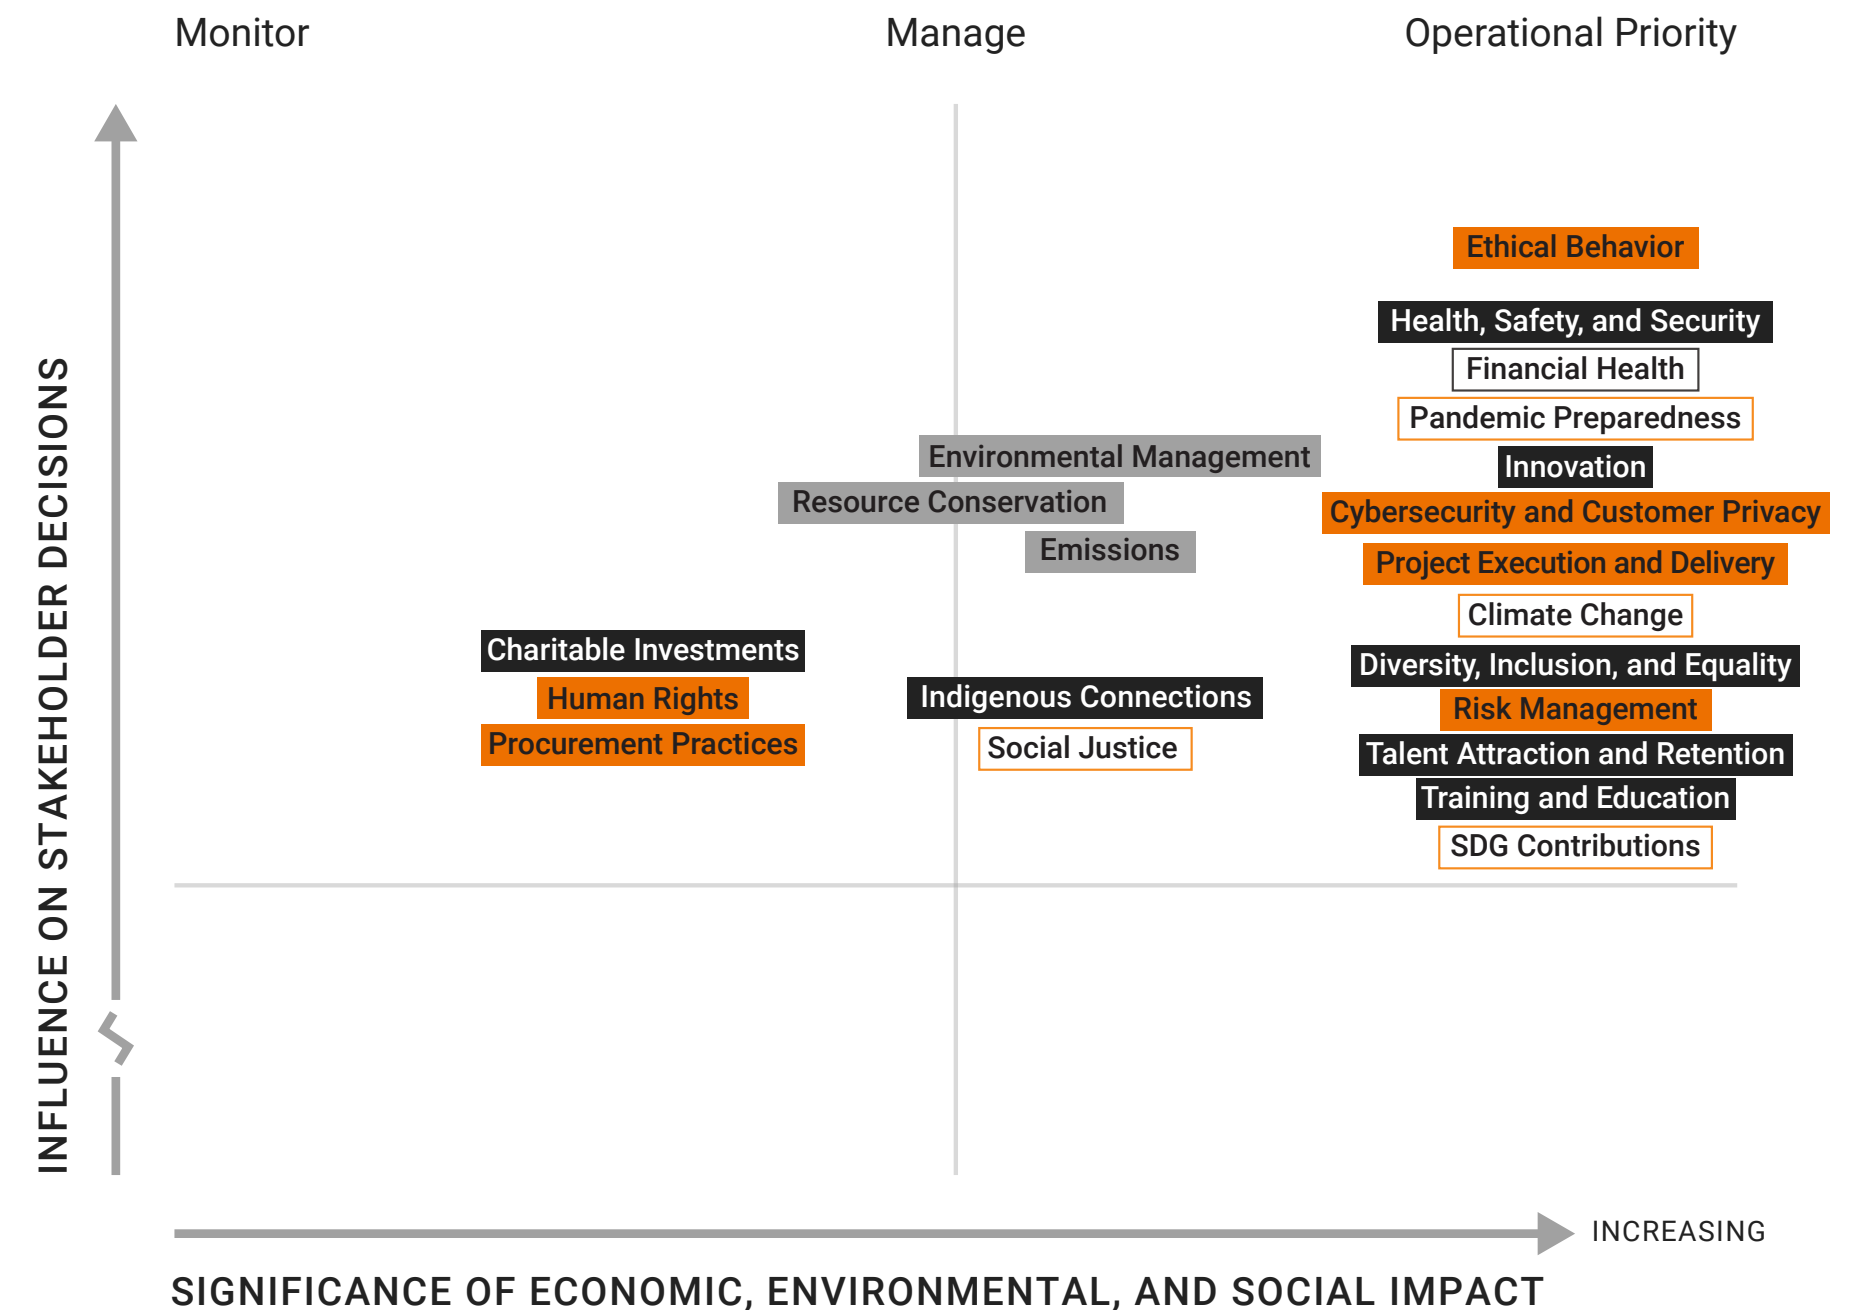 Monitor
Manage
Operational Priority
INFLUENCE ON STAKEHOLDER DECISIONS
Ethical Behavior
Health, Safety, and Security
Financial Health
Pandemic Preparedness
Environmental Management
Innovation
Resource Conservation
Cybersecurity and Customer Privacy
Emissions
Project Execution and Delivery
Climate Change
Charitable Investments
Diversity, Inclusion, and Equality
Human Rights
Indigenous Connections
Risk Management
Procurement Practices
Social Justice
Talent Attraction and Retention
Training and Education
SDG Contributions
INCREASING
SIGNIFICANCE OF ECONOMIC, ENVIRONMENTAL, AND SOCIAL IMPACT